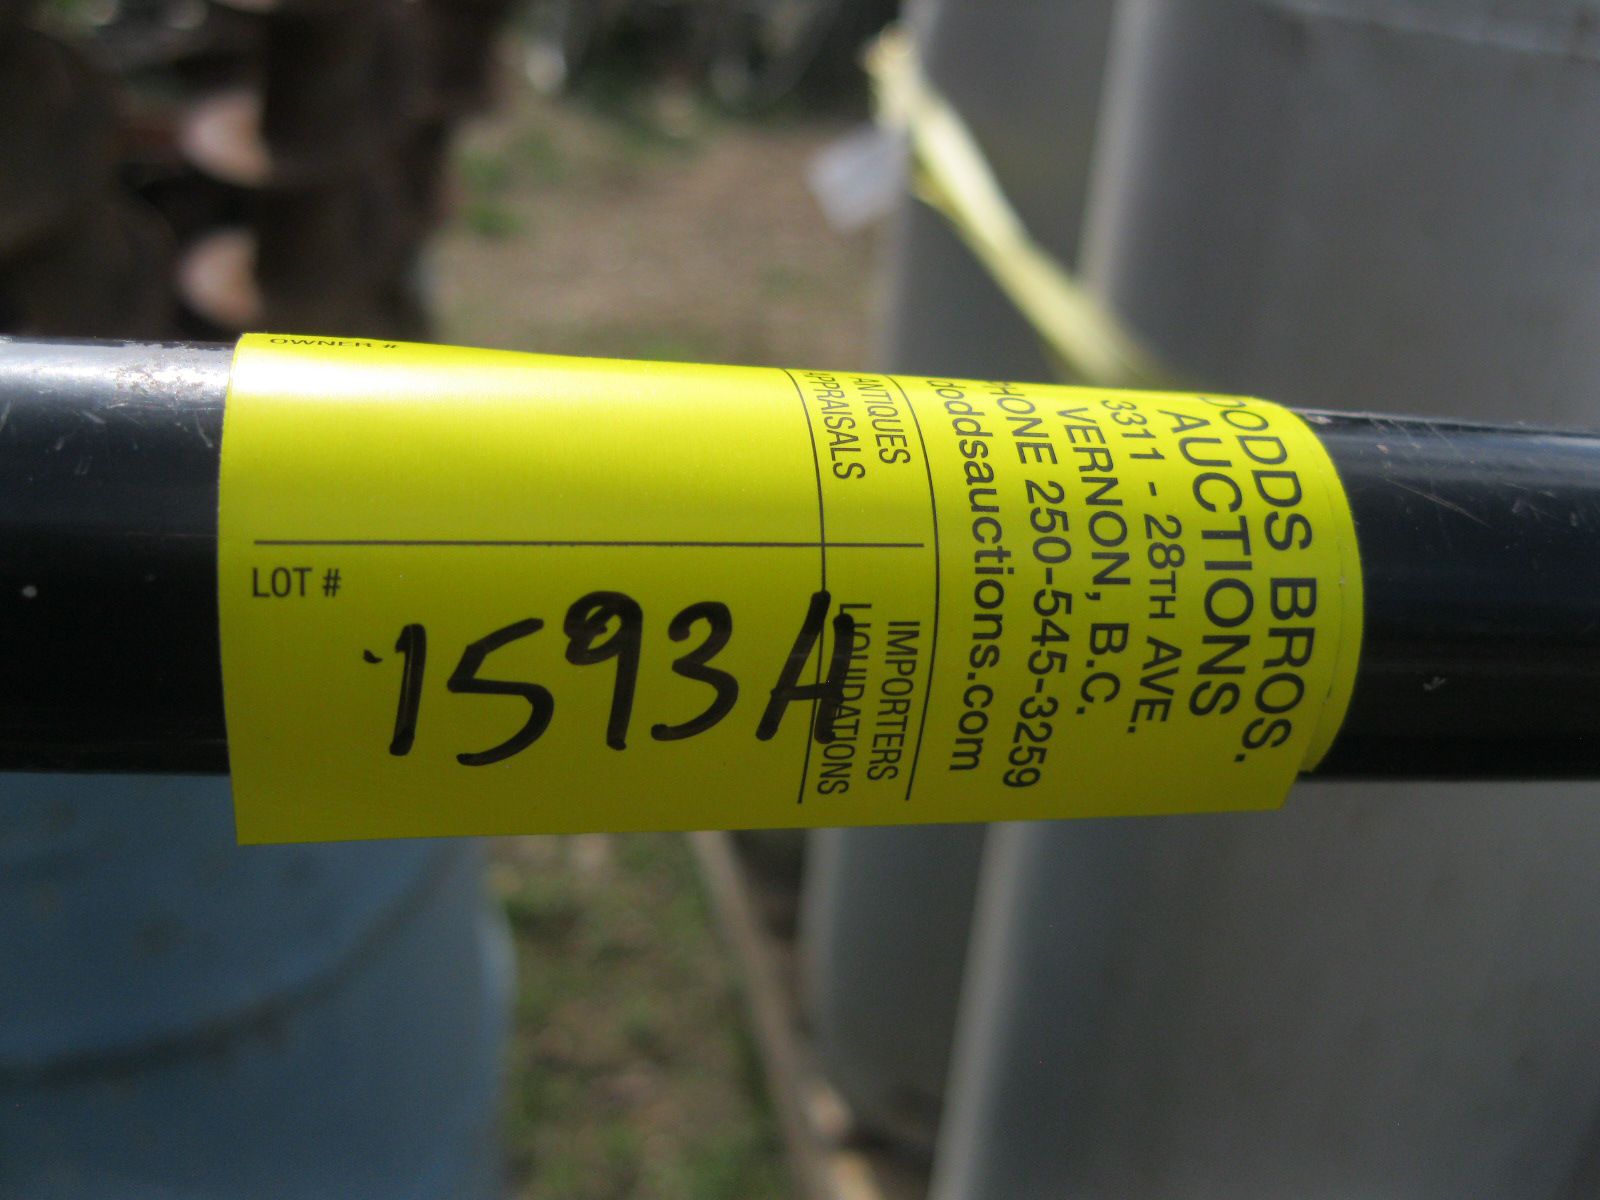 OWNER #
LOT #
1593A
ANTIQUES
APPRAISALS
IMPORTERS
LIQUIDATIONS
DODDS BROS.
AUCTIONS
3311 - 28TH AVE.
VERNON, B.C.
PHONE 250-545-3259
doddsauctions.com